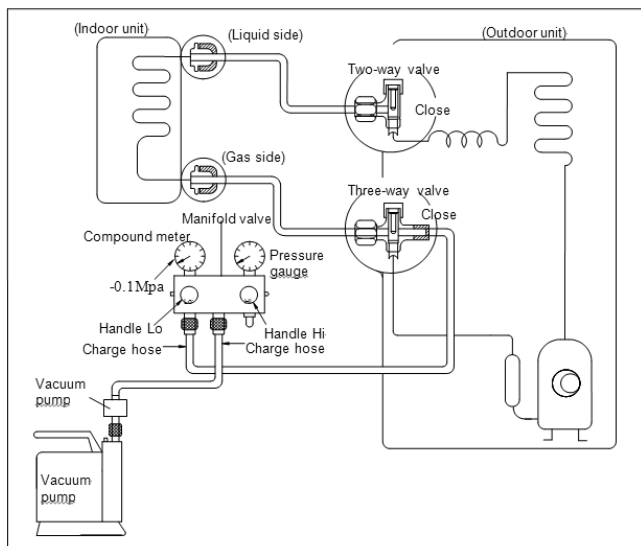 (Indoor unit)
(Liquid side)
(Outdoor unit)
Two-way valve
Close
(Gas side)
Three-way valve
Close
Manifold valve
Compound meter
Pressure
gauge
-0.1Mpa
Handle Lo
Handle Hi
Charge hose
Charge hose
Vacuum
pump
Vacuum
pump